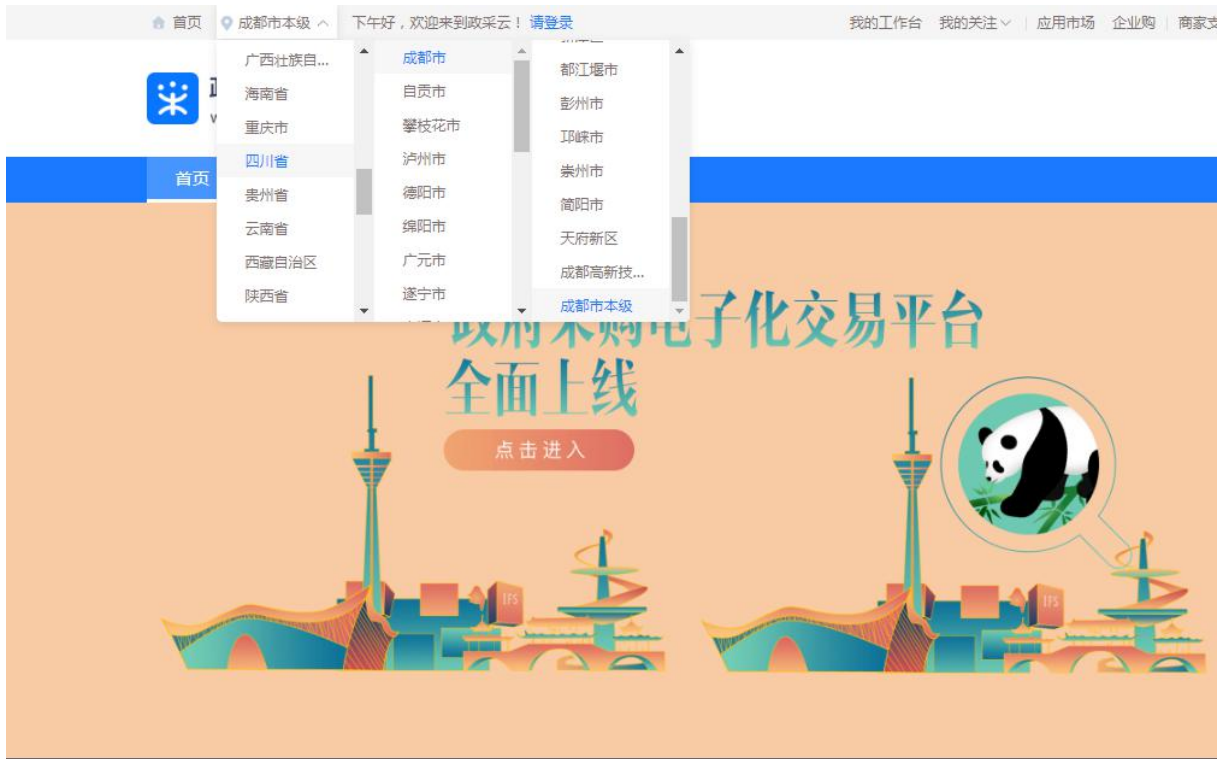 首页 成都市本级 下午好，欢迎来到政采云！请登录 我的工作台 我的关注 应用市场 企业购 商家支
广西壮族自...
海南省
重庆市
四川省
贵州省
云南省
西藏自治区
陕西省
成都市
自贡市
攀枝花市
泸州市
德阳市
绵阳市
广元市
遂宁市
都江堰市
彭州市
邛崃市
崇州市
简阳市
天府新区
成都高新技...
成都市本级
首页
政府采购电子化交易平台
全面上线
点击进入
IFS
IFS